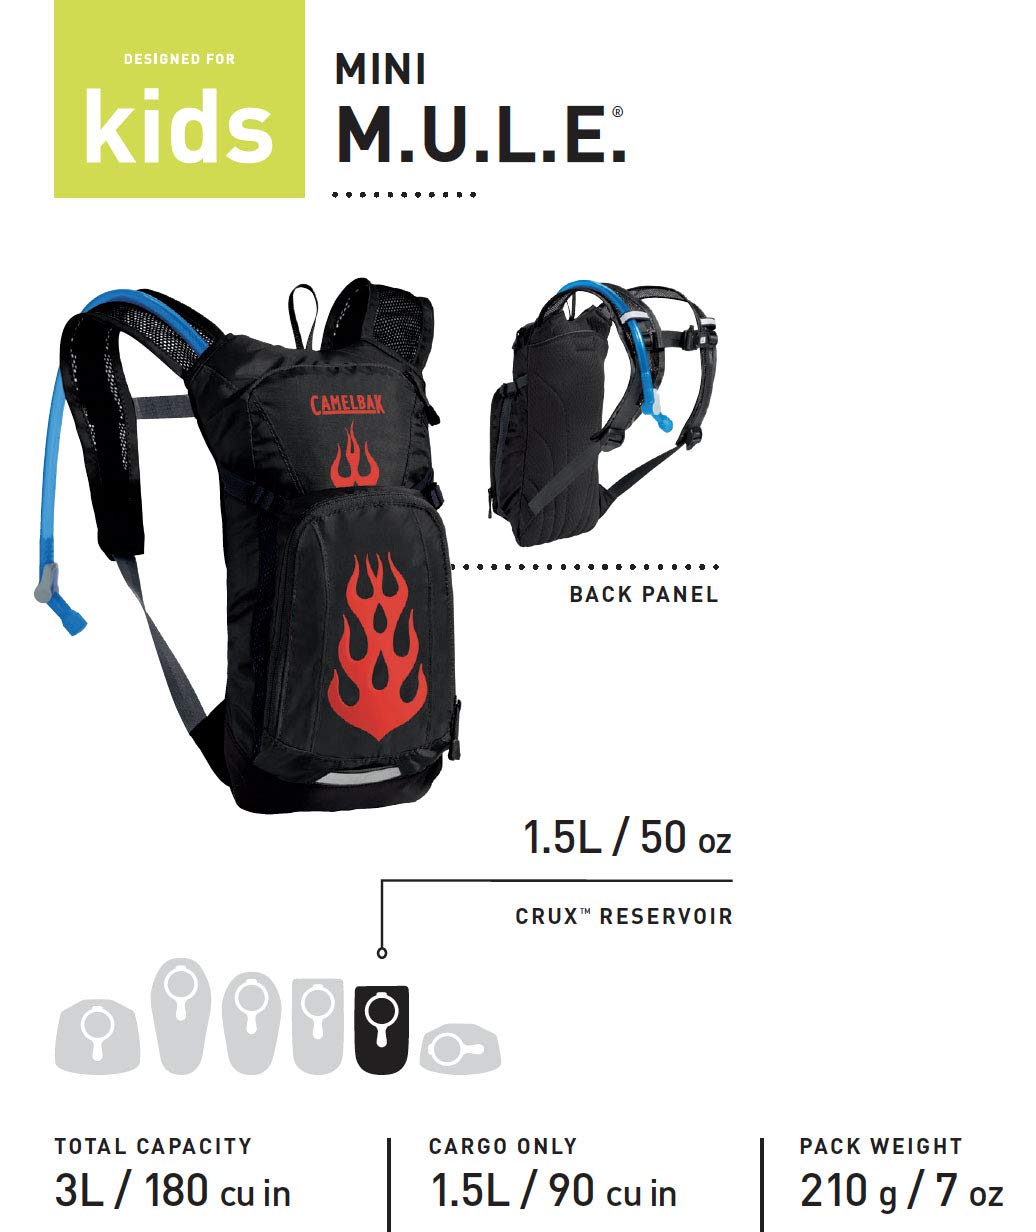 DESIGNED FOR
kids
MINI
M.U.L.E.®
CAMELBAK
BACK PANEL
1.5L / 50 oz
CRUX™ RESERVOIR
TOTAL CAPACITY
3L / 180 cu in
CARGO ONLY
1.5L / 90 cu in
PACK WEIGHT
210 g / 7 oz